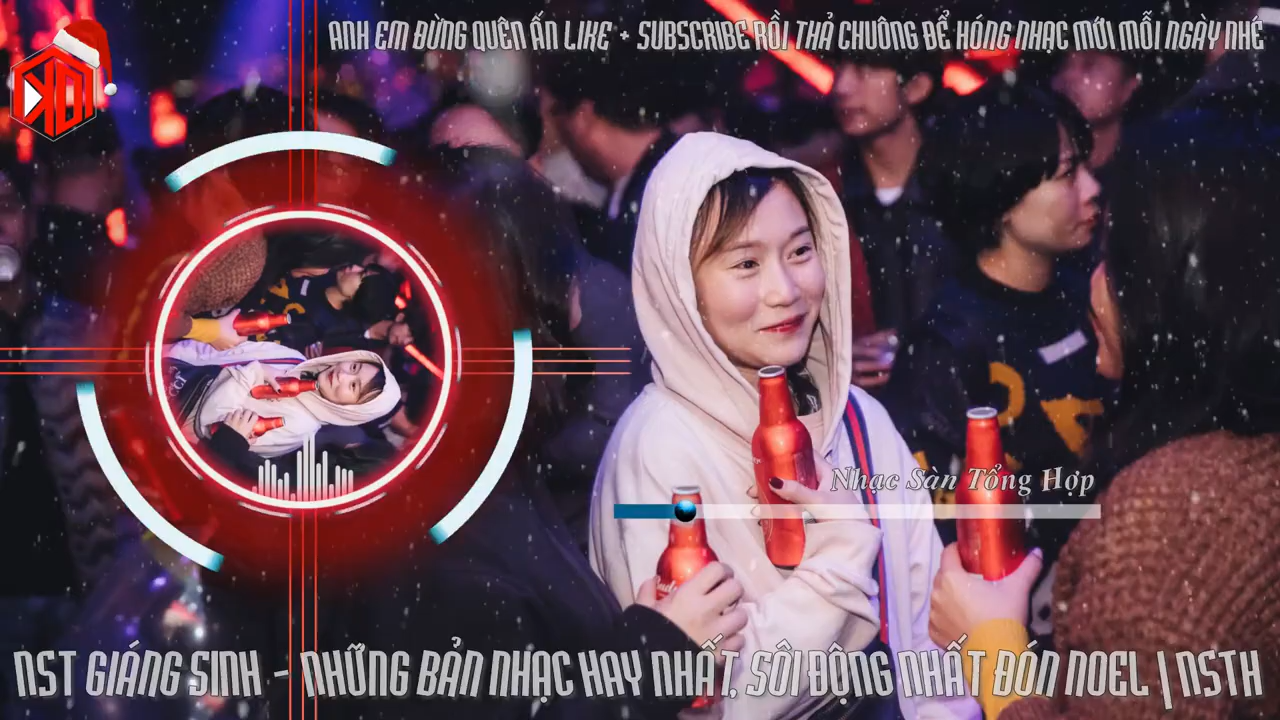 ANH EM ĐỪNG QUÊN ẤN LIKE + SUBSCRIBE RỒI THẢ CHUÔNG ĐỂ HÓNG NHẠC MỚI MỖI NGÀY NHÉ
Nhạc Sàn Tổng Hợp
NST GIÁNG SINH - NHỮNG BẢN NHẠC HAY NHẤT, SÔI ĐỘNG NHẤT ĐÓN NOEL | NSTH